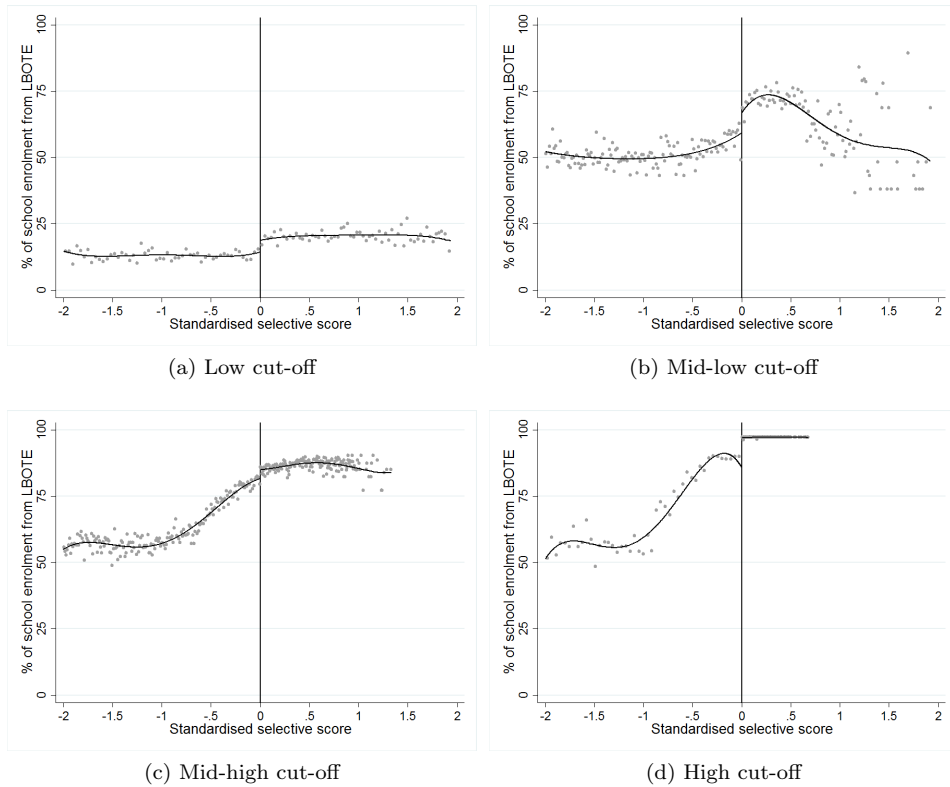 % of school enrolment from LBOTE
100
75
50
25
0
-2 -1.5 -1 -.5 0 .5 1 1.5 2
Standardised selective score
(a) Low cut-off
% of school enrolment from LBOTE
100
75
50
25
0
-2 -1.5 -1 -.5 0 .5 1 1.5 2
Standardised selective score
(b) Mid-low cut-off
% of school enrolment from LBOTE
100
75
50
25
0
-2 -1.5 -1 -.5 0 .5 1 1.5 2
Standardised selective score
(c) Mid-high cut-off
% of school enrolment from LBOTE
100
75
50
25
0
-2 -1.5 -1 -.5 0 .5 1 1.5 2
Standardised selective score
(d) High cut-off